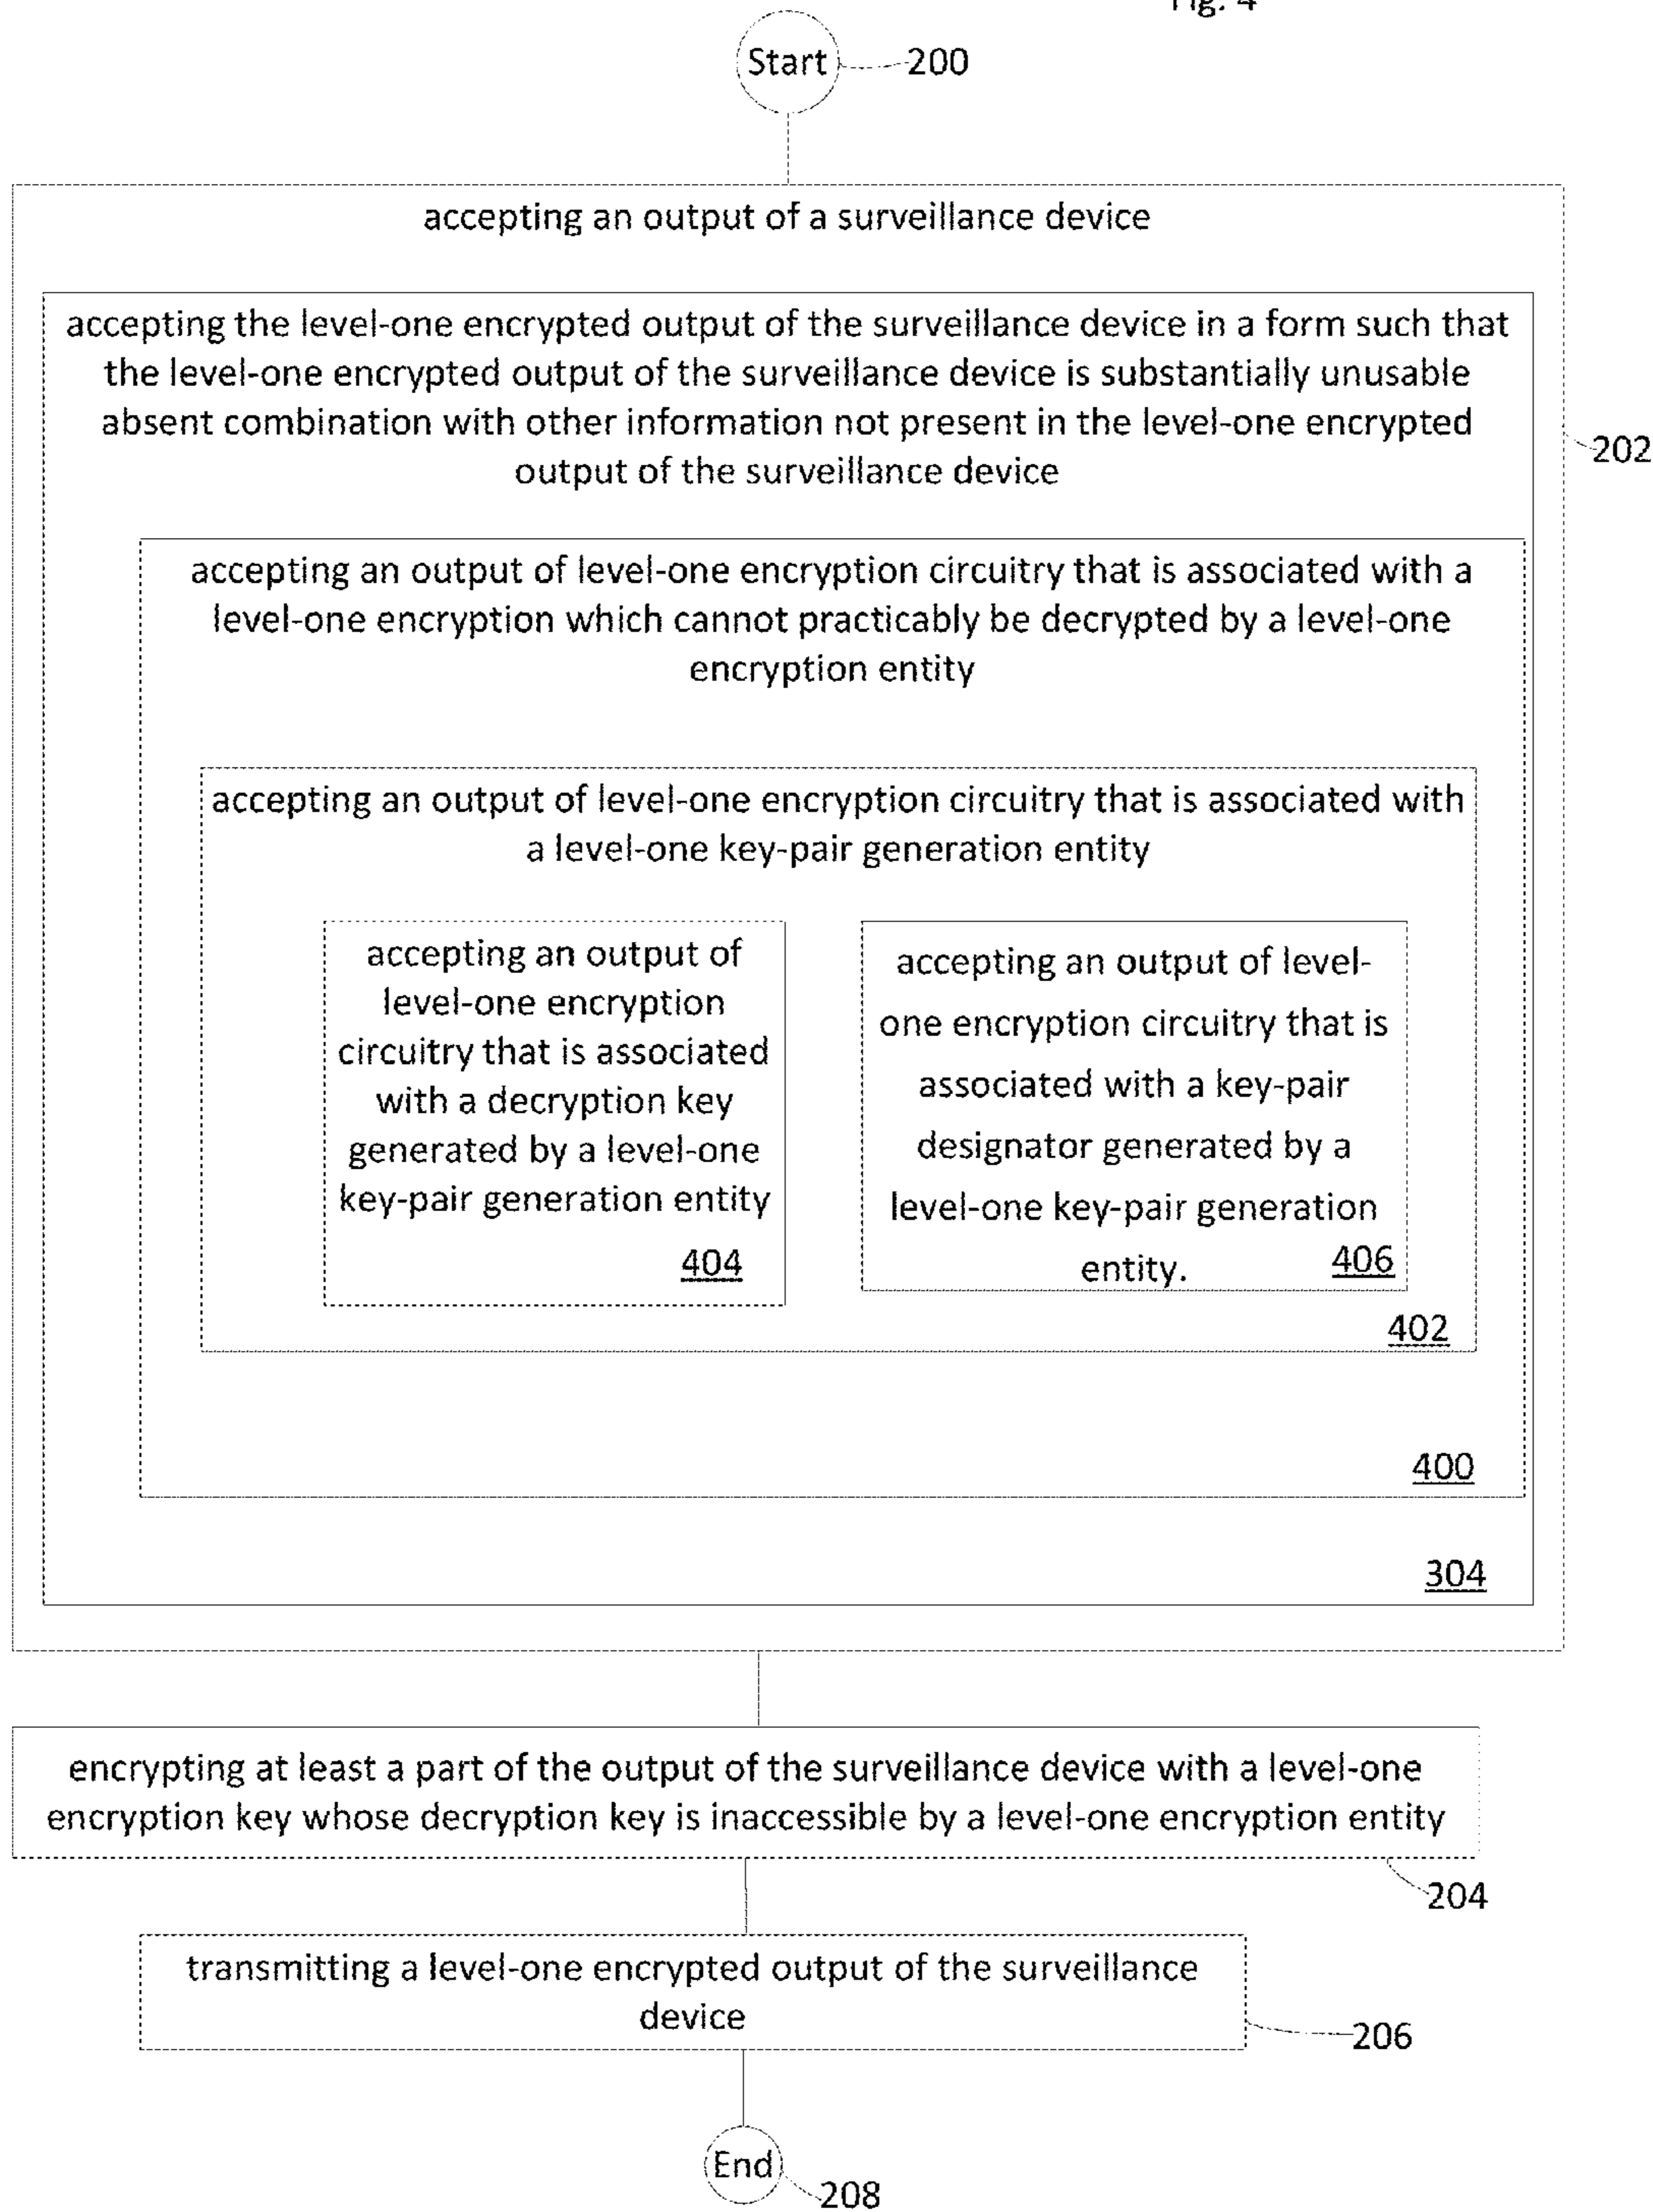 Fig. 4
Start
200
accepting an output of a surveillance device
accepting the level-one encrypted output of the surveillance device in a form such that
the level-one encrypted output of the surveillance device is substantially unusable
absent combination with other information not present in the level-one encrypted
output of the surveillance device
202
accepting an output of level-one encryption circuitry that is associated with a
level-one encryption which cannot practicably be decrypted by a level-one
encryption entity
accepting an output of level-one encryption circuitry that is associated with
a level-one key-pair generation entity
accepting an output of
level-one encryption
circuitry that is associated
with a decryption key
generated by a level-one
key-pair generation entity
404
accepting an output of level-
one encryption circuitry that is
associated with a key-pair
designator generated by a
level-one key-pair generation
entity.
406
402
400
304
encrypting at least a part of the output of the surveillance device with a level-one
encryption key whose decryption key is inaccessible by a level-one encryption entity
204
transmitting a level-one encrypted output of the surveillance
device
206
End
208